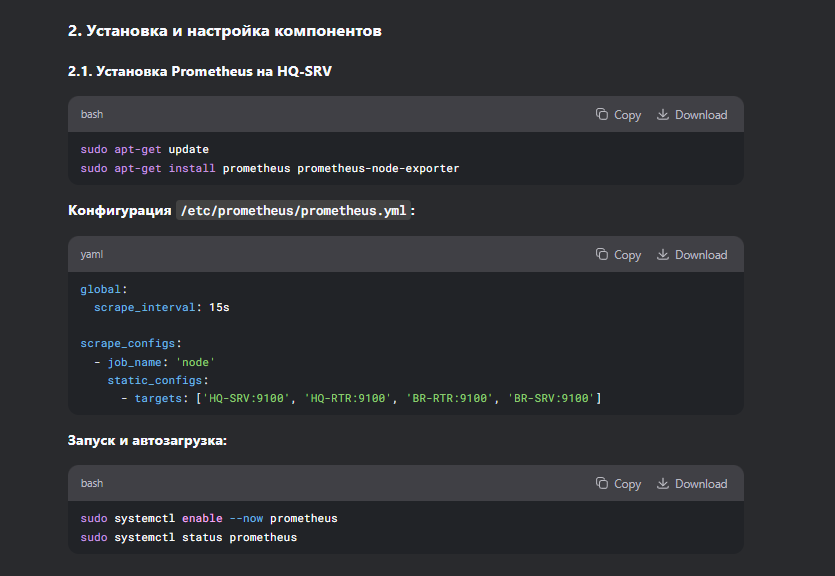 2. Установка и настройка компонентов
2.1. Установка Prometheus на HQ-SRV
bash Copy Download
sudo apt-get update
sudo apt-get install prometheus prometheus-node-exporter
Конфигурация /etc/prometheus/prometheus.yml:
yaml Copy Download
global:
  scrape_interval: 15s
scrape_configs:
  - job_name: 'node'
    static_configs:
      - targets: ['HQ-SRV:9100', 'HQ-RTR:9100', 'BR-RTR:9100', 'BR-SRV:9100']
Запуск и автозагрузка:
bash Copy Download
sudo systemctl enable --now prometheus
sudo systemctl status prometheus